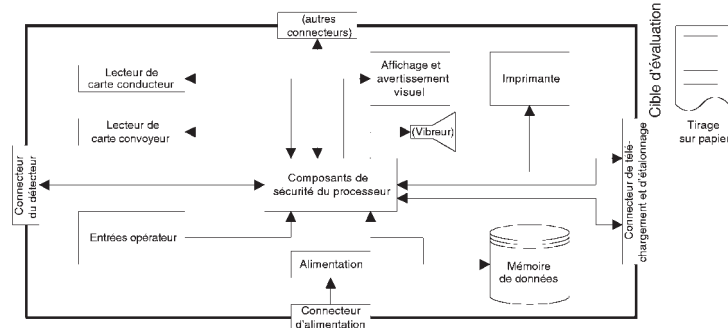 (autres
connecteurs)
Lecteur de
carte conducteur
Affichage et
avertissement
visuel
Imprimante
Cible d'évaluation
Tirage
sur papier
Lecteur de
carte convoyeur
(Vibreur)
Connecteur
du détecteur
Composants de
sécurité du processeur
Connecteur de télé-
chargement et d'étalonnage
Entrées opérateur
Alimentation
Mémoire
de données
Connecteur
d'alimentation